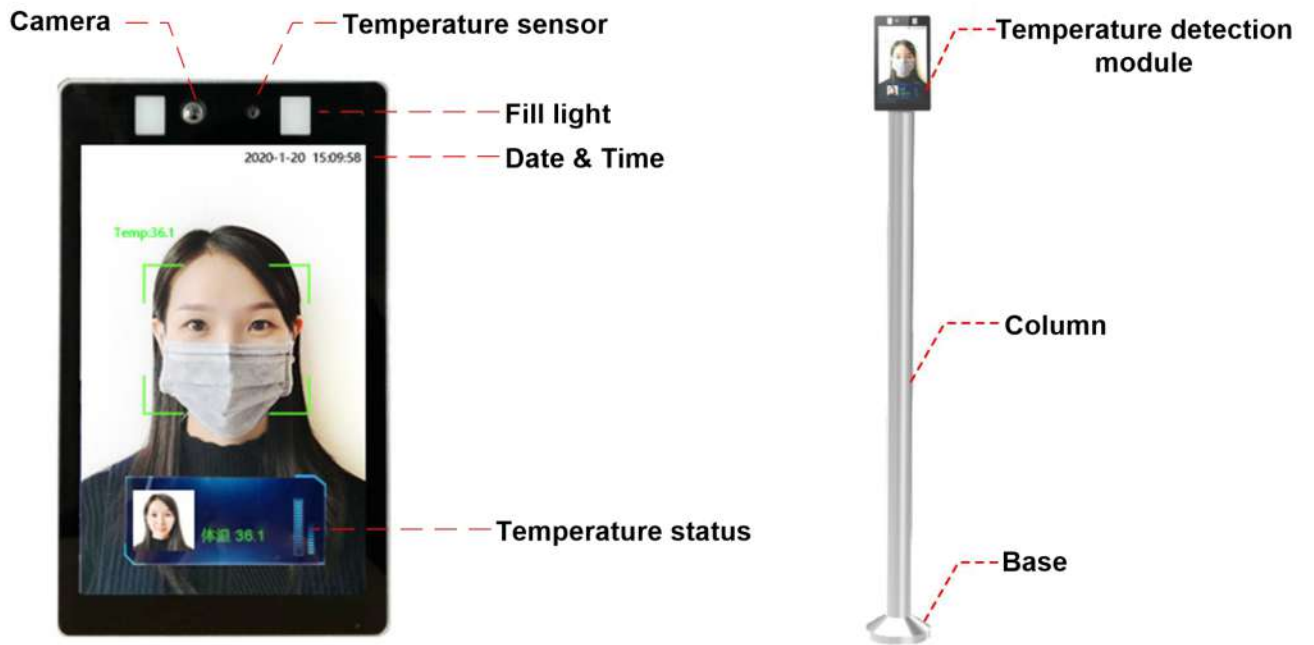 Camera
Temperature sensor
Fill light
Date & Time
2020-1-20 15:09:58
Temp:36.1
体温 36.1
Temperature status
Temperature detection
module
Column
Base